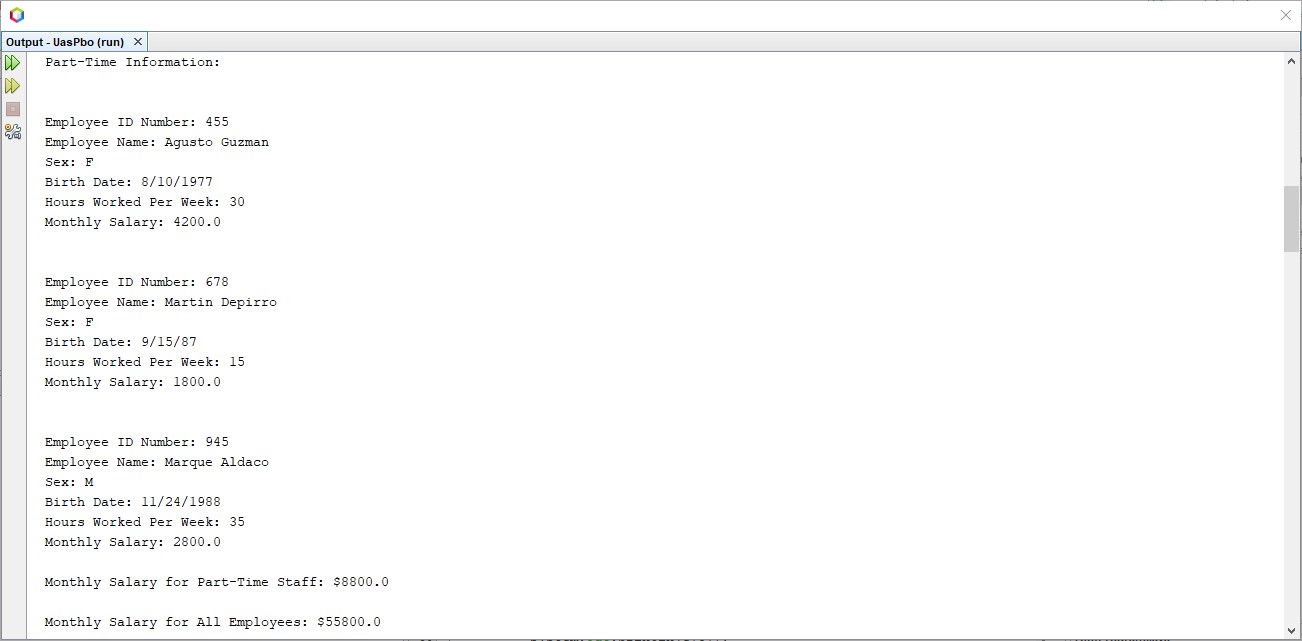 Output - UasPbo (run)
Part-Time Information:
Employee ID Number: 455
Employee Name: Agusto Guzman
Sex: F
Birth Date: 8/10/1977
Hours Worked Per Week: 30
Monthly Salary: 4200.0
Employee ID Number: 678
Employee Name: Martin Depirro
Sex: F
Birth Date: 9/15/87
Hours Worked Per Week: 15
Monthly Salary: 1800.0
Employee ID Number: 945
Employee Name: Marque Aldaco
Sex: M
Birth Date: 11/24/1988
Hours Worked Per Week: 35
Monthly Salary: 2800.0
Monthly Salary for Part-Time Staff: $8800.0
Monthly Salary for All Employees: $55800.0